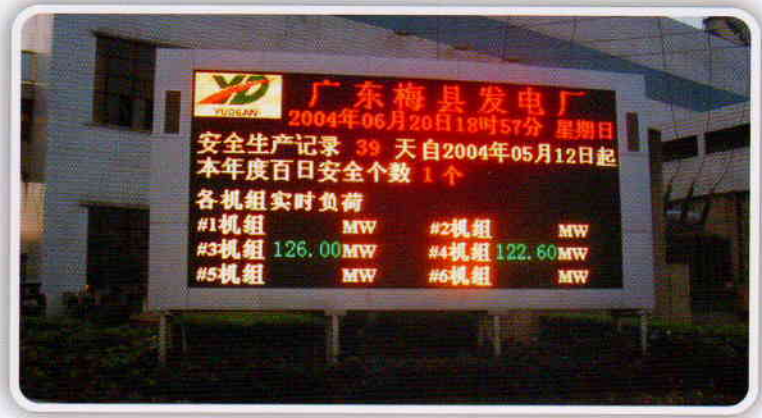 YD
YUDEAN
广东梅县发电厂
2004年06月20日18时57分 星期日
安全生产记录 39 天自2004年05月12日起
本年度百日安全个数 1个
各机组实时负荷
#1机组 MW #2机组 MW
#3机组 126.00MW #4机组 122.60MW
#5机组 MW #6机组 MW